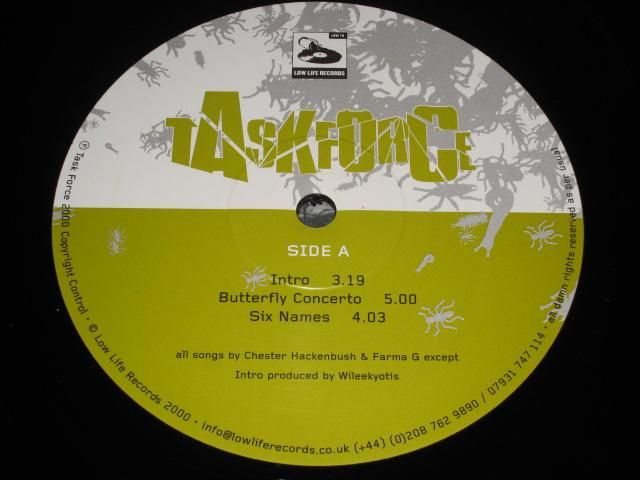 LOW 16
LOW LIFE RECORDS
TASKFORCE
SIDE A
Intro 3.19
Butterfly Concerto 5.00
Six Names 4.03
all songs by Chester Hackenbush & Farma G except
Intro produced by Wileekyotis
℗ Task Force 2000 Copyright Control • © Low Life Records 2000 • info@lowliferecords.co.uk (+44) (0)208 762 9890 / 07931 747 114 • all damn rights reserved as per usual